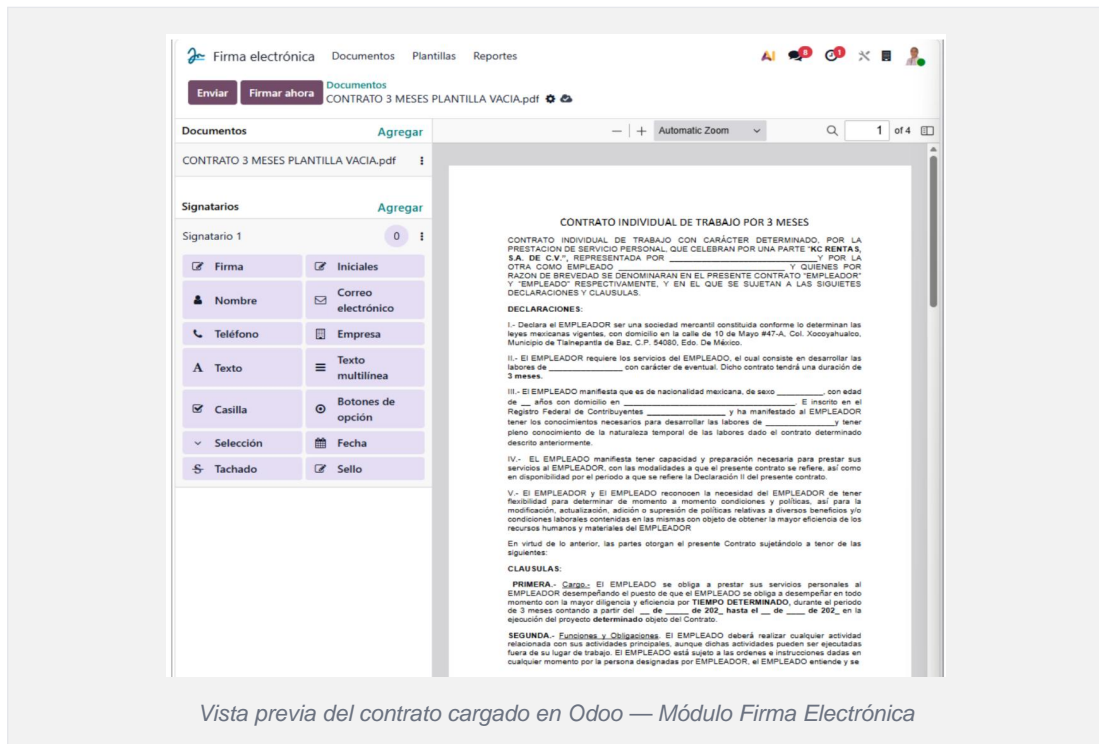 Firma electrónica Documentos Plantillas Reportes
AI 8 1
Enviar Firmar ahora Documentos
CONTRATO 3 MESES PLANTILLA VACIA.pdf
Documentos Agregar
Automatic Zoom 1 of 4
CONTRATO 3 MESES PLANTILLA VACIA.pdf
Signatarios Agregar
Signatario 1 0
Firma Iniciales
Nombre Correo electrónico
Teléfono Empresa
Texto Texto multilínea
Casilla Botones de opción
Selección Fecha
Tachado Sello
CONTRATO INDIVIDUAL DE TRABAJO POR 3 MESES
CONTRATO INDIVIDUAL DE TRABAJO CON CARÁCTER DETERMINADO, POR LA
PRESTACION DE SERVICIO PERSONAL, QUE CELEBRAN POR UNA PARTE "KC RENTAS,
S.A. DE C.V.", REPRESENTADA POR ____________________Y POR LA
OTRA COMO EMPLEADO ______________________ Y QUIENES POR
RAZON DE BREVEDAD SE DENOMINARAN EN EL PRESENTE CONTRATO "EMPLEADOR"
Y "EMPLEADO" RESPECTIVAMENTE, Y EN EL QUE SE SUJETAN A LAS SIGUIETES
DECLARACIONES Y CLAUSULAS.
DECLARACIONES:
I.- Declara el EMPLEADOR ser una sociedad mercantil constituida conforme lo determinan las
leyes mexicanas vigentes, con domicilio en la calle de 10 de Mayo #47-A, Col. Xocoyahualco,
Municipio de Tlalnepantla de Baz, C.P. 54080, Edo. De México.
II.- El EMPLEADOR requiere los servicios del EMPLEADO, el cual consiste en desarrollar las
labores de ________________ con carácter de eventual. Dicho contrato tendrá una duración de
3 meses.
III.- El EMPLEADO manifiesta que es de nacionalidad mexicana, de sexo __________, con edad
de __ años con domicilio en ______________________. E inscrito en el
Registro Federal de Contribuyentes _________________ y ha manifestado al EMPLEADOR
tener los conocimientos necesarios para desarrollar las labores de _______________y tener
pleno conocimiento de la naturaleza temporal de las labores dado el contrato determinado
descrito anteriormente.
IV.- EL EMPLEADO manifiesta tener capacidad y preparación necesaria para prestar sus
servicios al EMPLEADOR, con las modalidades a que el presente contrato se refiere, así como
en disponibilidad por el periodo a que se refiere la Declaración II del presente contrato.
V.- El EMPLEADOR y El EMPLEADO reconocen la necesidad del EMPLEADOR de tener
flexibilidad para determinar de momento a momento condiciones y políticas, así para la
modificación, actualización, adición o supresión de políticas relativas a diversos beneficios y/o
condiciones laborales contenidas en las mismas con objeto de obtener la mayor eficiencia de los
recursos humanos y materiales del EMPLEADOR
En virtud de lo anterior, las partes otorgan el presente Contrato sujetándolo a tenor de las
siguientes:
CLAUSULAS:
PRIMERA.- Cargo.- El EMPLEADO se obliga a prestar sus servicios personales al
EMPLEADOR desempeñando el puesto de que el EMPLEADO se obliga a desempeñar en todo
momento con la mayor diligencia y eficiencia por TIEMPO DETERMINADO, durante el periodo
de 3 meses contando a partir del __ de _____ de 202_ hasta el __ de ____ de 202_ en la
ejecución del proyecto determinado objeto del Contrato.
SEGUNDA.- Funciones y Obligaciones. El EMPLEADO deberá realizar cualquier actividad
relacionada con sus actividades principales, aunque dichas actividades pueden ser ejecutadas
fuera de su lugar de trabajo. El EMPLEADO está sujeto a las ordenes e instrucciones dadas en
cualquier momento por la persona designadas por EMPLEADOR, el EMPLEADO entiende y se
Vista previa del contrato cargado en Odoo — Módulo Firma Electrónica